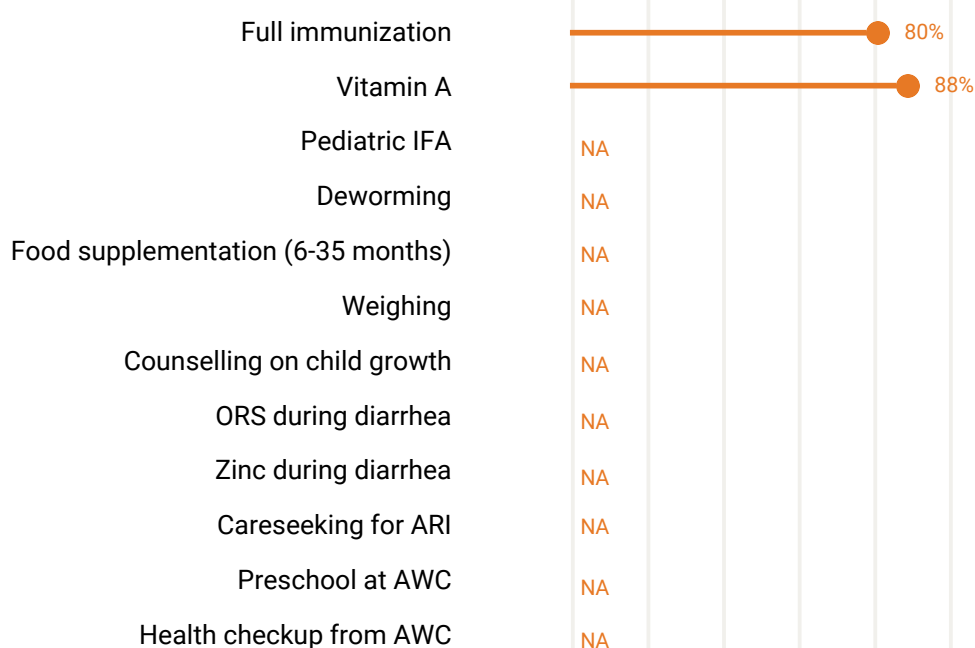 Full immunization 80%
Vitamin A 88%
Pediatric IFA NA
Deworming NA
Food supplementation (6-35 months) NA
Weighing NA
Counselling on child growth NA
ORS during diarrhea NA
Zinc during diarrhea NA
Careseeking for ARI NA
Preschool at AWC NA
Health checkup from AWC NA